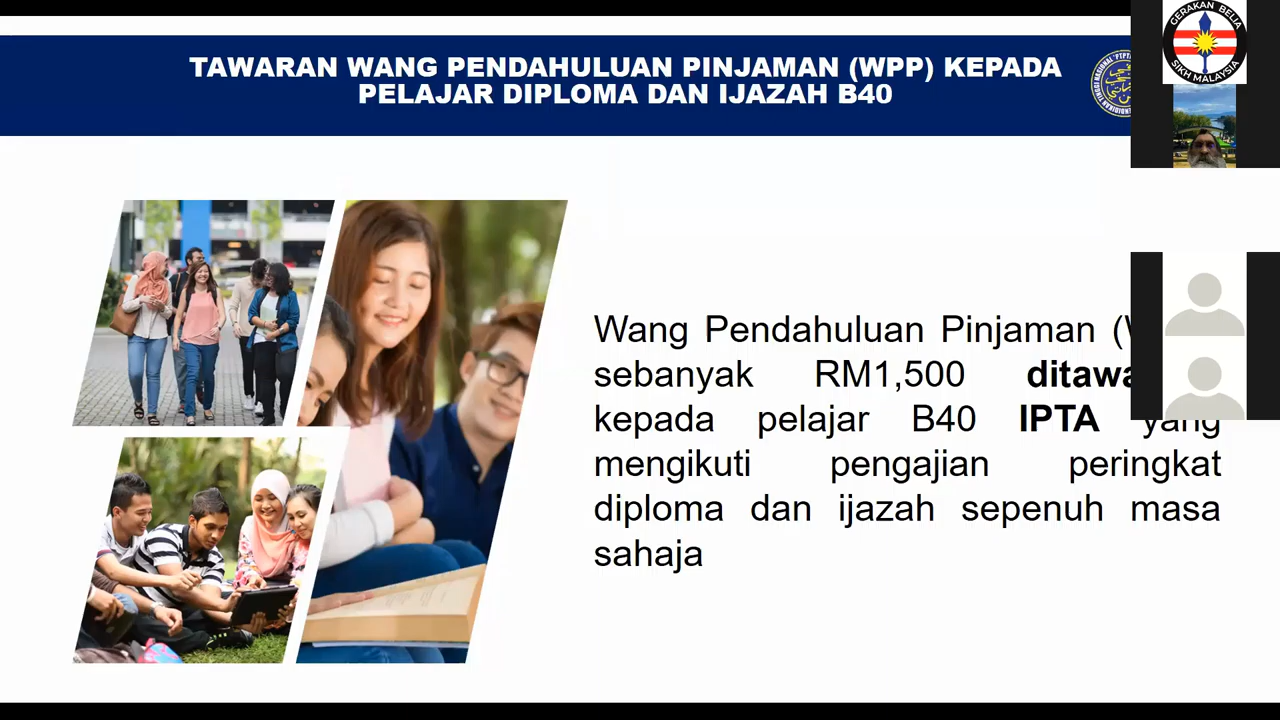 TAWARAN WANG PENDAHULUAN PINJAMAN (WPP) KEPADA
PELAJAR DIPLOMA DAN IJAZAH B40
GERAKAN BELIA
SIKH MALAYSIA
Wang Pendahuluan Pinjaman
sebanyak RM1,500
kepada pelajar B40 IPTA yang
mengikuti pengajian peringkat
diploma dan ijazah sepenuh masa
sahaja